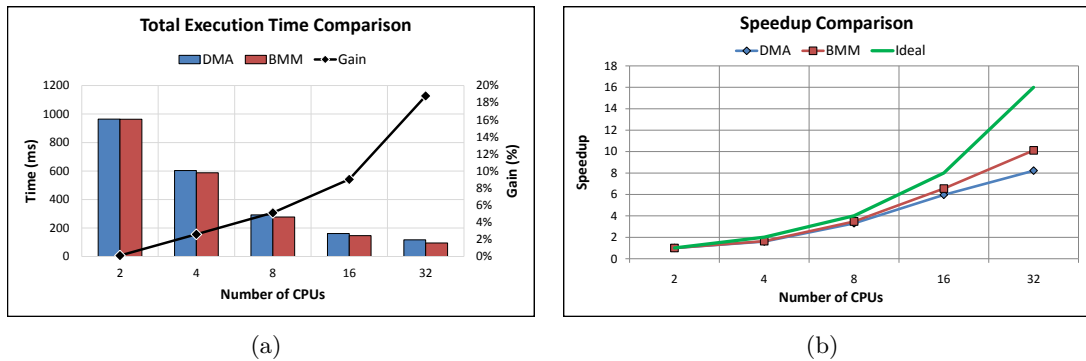 Total Execution Time Comparison
DMA BMM Gain
1200
1000
800
600
400
200
0
Time (ms)
20%
18%
16%
14%
12%
10%
8%
6%
4%
2%
0%
Gain (%)
2 4 8 16 32
Number of CPUs
(a)
Speedup Comparison
DMA BMM Ideal
18
16
14
12
10
8
6
4
2
0
Speedup
2 4 8 16 32
Number of CPUs
(b)